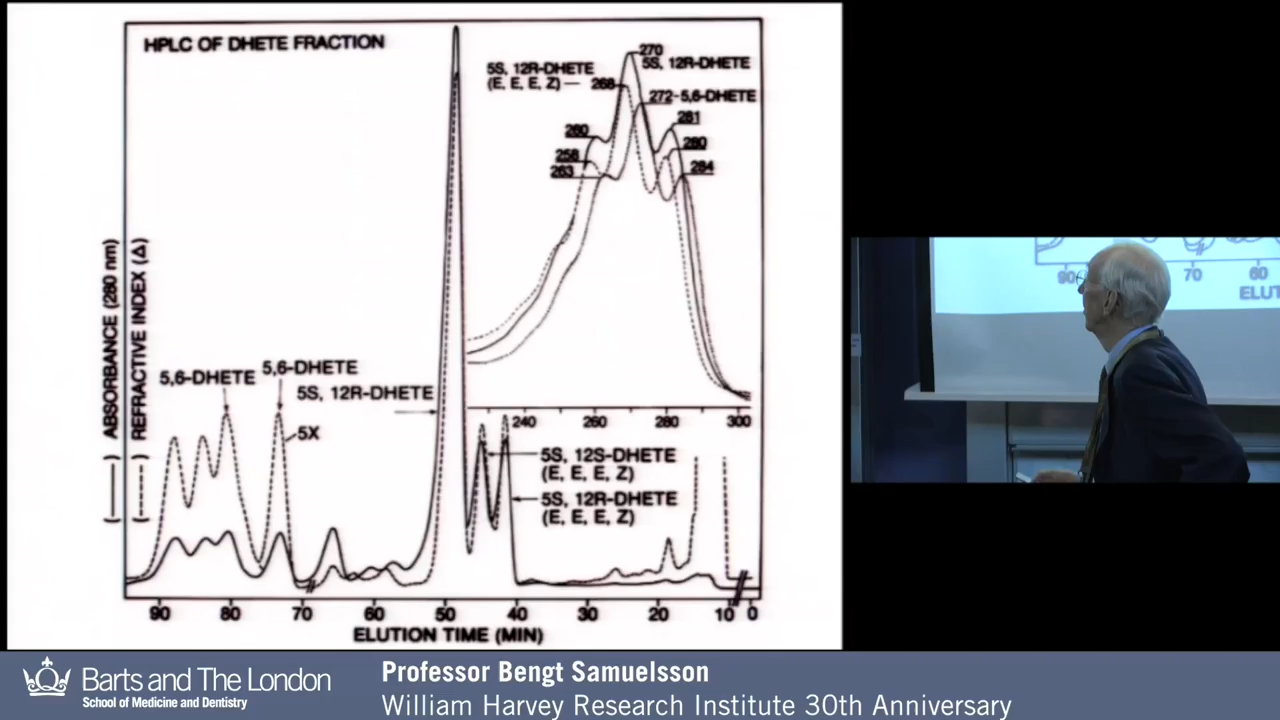 HPLC OF DHETE FRACTION
5S, 12R-DHETE
(E, E, E, Z)
268
270
5S, 12R-DHETE
272-5,6-DHETE
281
260
280
258
284
263
ABSORBANCE (280 nm)
REFRACTIVE INDEX (Δ)
5,6-DHETE
5,6-DHETE
5S, 12R-DHETE
5X
240 260 280 300
5S, 12S-DHETE
(E, E, E, Z)
5S, 12R-DHETE
(E, E, E, Z)
90 80 70 60 50 40 30 20 10 0
ELUTION TIME (MIN)
90 70 60
ELUT
Barts and The London
School of Medicine and Dentistry
Professor Bengt Samuelsson
William Harvey Research Institute 30th Anniversary